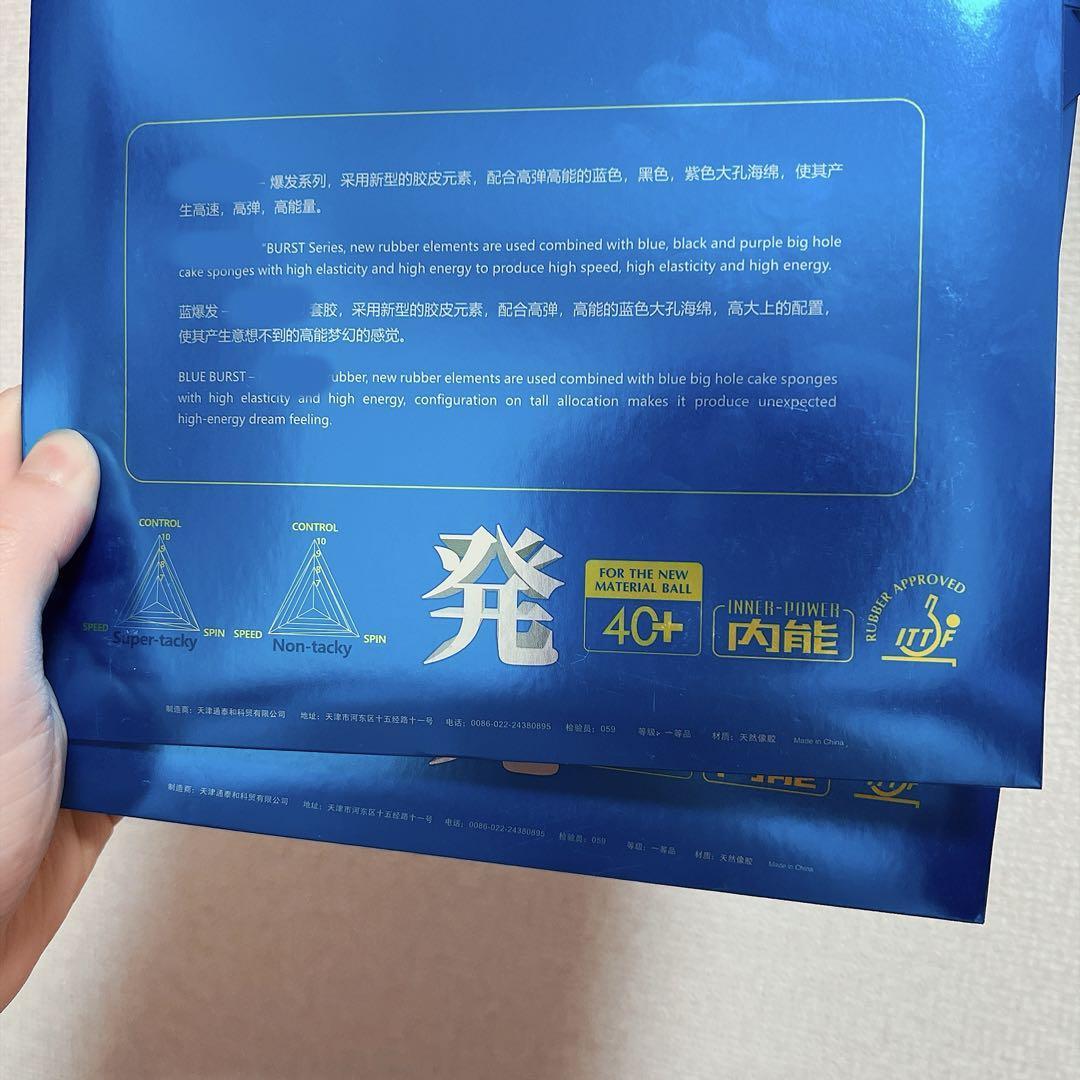 爆发系列，采用新型的胶皮元素，配合高弹高能的蓝色，黑色，紫色大孔海绵，使其产
生高速，高弹，高能量。
"BURST Series, new rubber elements are used combined with blue, black and purple big hole
cake sponges with high elasticity and high energy to produce high speed, high elasticity and high energy.
蓝爆发－ 套胶，采用新型的胶皮元素，配合高弹，高能的蓝色大孔海绵，高大上的配置，
使其产生意想不到的高能梦幻的感觉。
BLUE BURST – ubber, new rubber elements are used combined with blue big hole cake sponges
with high elasticity and high energy, configuration on tall allocation makes it produce unexpected
high-energy dream feeling.
CONTROL
10
9
8
7
SPEED
SPIN
Super-tacky
CONTROL
10
9
8
7
SPEED
SPIN
Non-tacky
発
FOR THE NEW
MATERIAL BALL
40+
INNER-POWER
内能
RUBBER APPROVED
ITTF
制造商：天津通泰和科贸有限公司 地址：天津市河东区十五经路十一号 电话：0086-022-24380895 检验员：059 等级：一等品 材质：天然像胶 Made in China
制造商：天津通泰和科贸有限公司 地址：天津市河东区十五经路十一号 电话：0086-022-24380895 检验员：059 等级：一等品 材质：天然像胶 Made in China